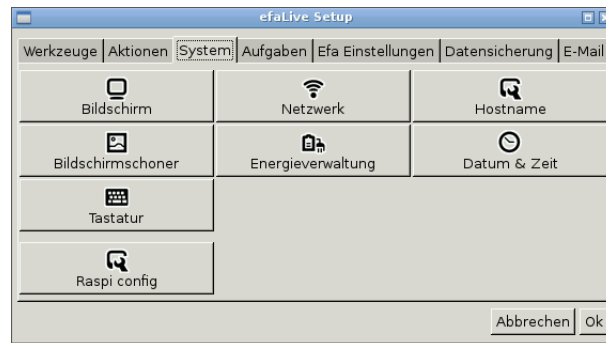 efaLive Setup
Werkzeuge Aktionen System Aufgaben Efa Einstellungen Datensicherung E-Mail
Bildschirm Netzwerk Hostname
Bildschirmschoner Energieverwaltung Datum & Zeit
Tastatur
Raspi config
Abbrechen Ok